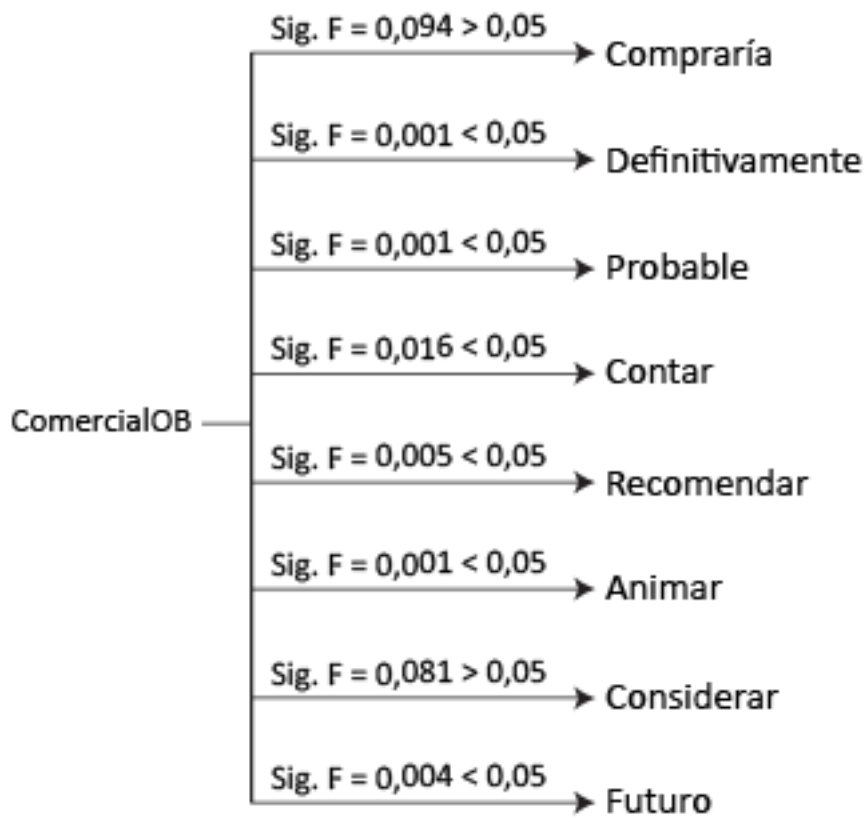 Sig. F = 0,094 > 0,05
Compraría
Sig. F = 0,001 < 0,05
Definitivamente
Sig. F = 0,001 < 0,05
Probable
Sig. F = 0,016 < 0,05
Contar
ComercialOB
Sig. F = 0,005 < 0,05
Recomendar
Sig. F = 0,001 < 0,05
Animar
Sig. F = 0,081 > 0,05
Considerar
Sig. F = 0,004 < 0,05
Futuro